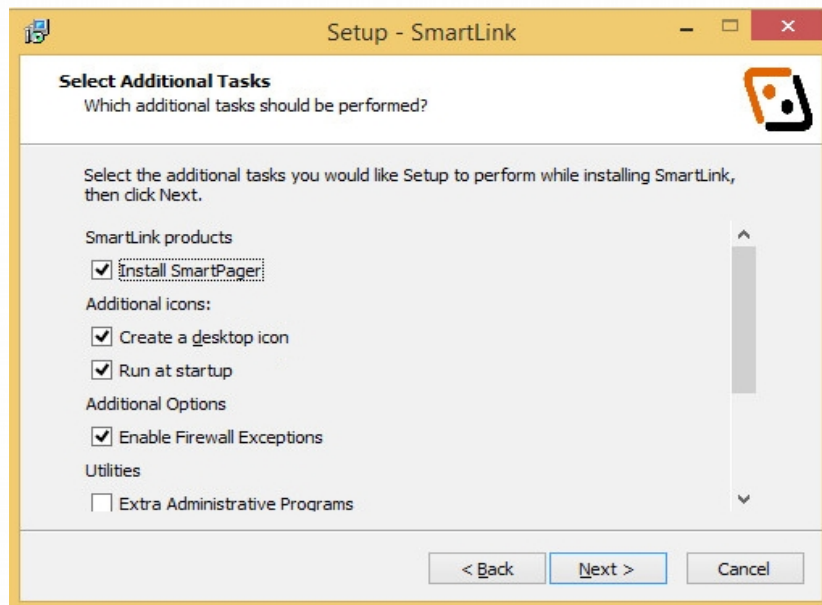 Setup - SmartLink
Select Additional Tasks
Which additional tasks should be performed?
Select the additional tasks you would like Setup to perform while installing SmartLink,
then click Next.
SmartLink products
Install SmartPager
Additional icons:
Create a desktop icon
Run at startup
Additional Options
Enable Firewall Exceptions
Utilities
Extra Administrative Programs
< Back Next > Cancel